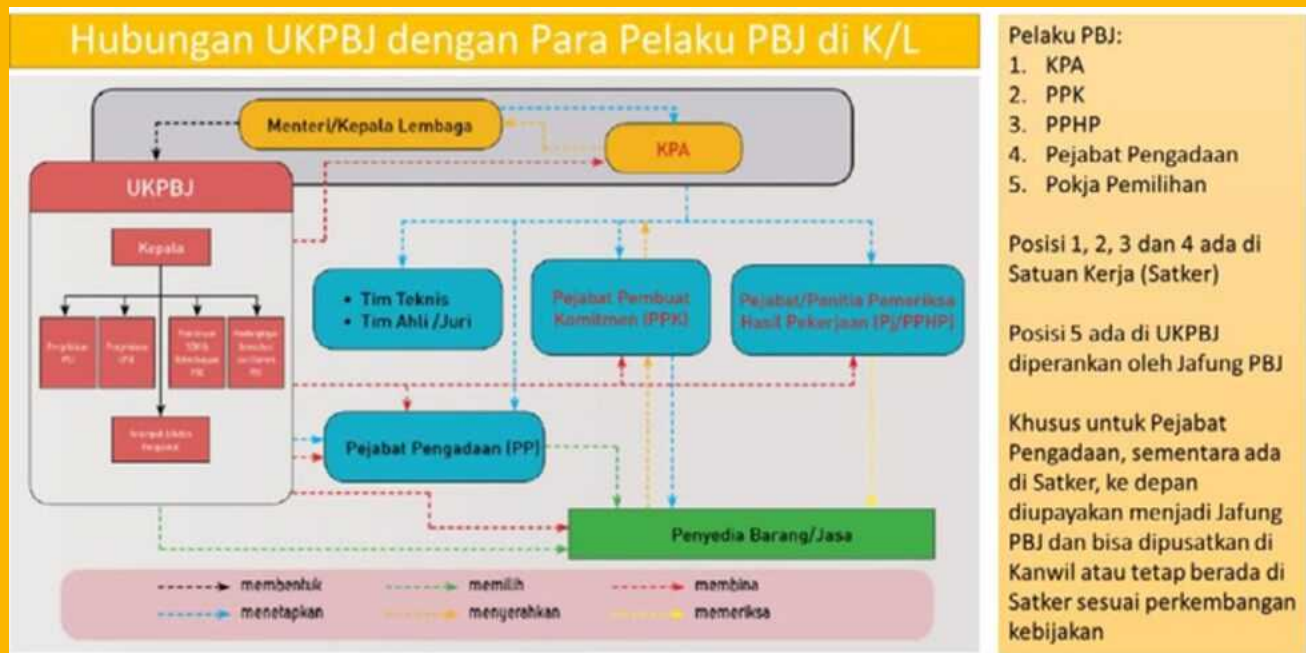 Hubungan UKPBJ dengan Para Pelaku PBJ di K/L
Menteri/Kepala Lembaga
KPA
UKPBJ
Kepala
• Tim Teknis
• Tim Ahli/Juri
Pejabat Pembuat
Komitmen (PPK)
Pejabat/Panitia Pemeriksa
Hasil Pekerjaan (Pj/PPHP)
Pejabat Pengadaan (PP)
Penyedia Barang/Jasa
membentuk
memilih
membina
menetapkan
menyerahkan
memeriksa
Pelaku PBJ:
1. KPA
2. PPK
3. PPHP
4. Pejabat Pengadaan
5. Pokja Pemilihan
Posisi 1, 2, 3 dan 4 ada di
Satuan Kerja (Satker)
Posisi 5 ada di UKPBJ
diperankan oleh Jafung PBJ
Khusus untuk Pejabat
Pengadaan, sementara ada
di Satker, ke depan
diupayakan menjadi Jafung
PBJ dan bisa dipusatkan di
Kanwil atau tetap berada di
Satker sesuai perkembangan
kebijakan